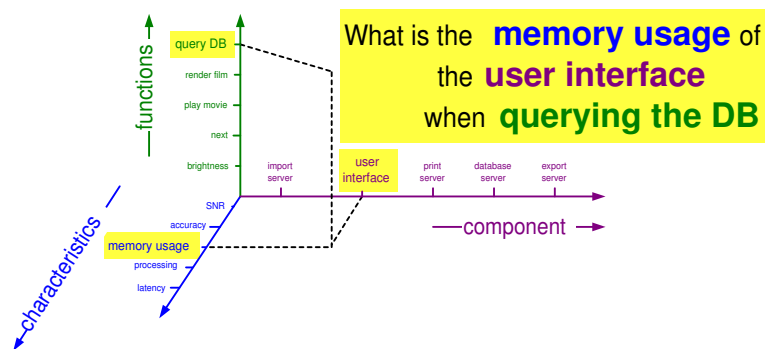 What is the memory usage of
the user interface
when querying the DB
functions
query DB
render film
play movie
next
brightness
import
server
user
interface
print
server
database
server
export
server
component
SNR
accuracy
memory usage
processing
latency
characteristics